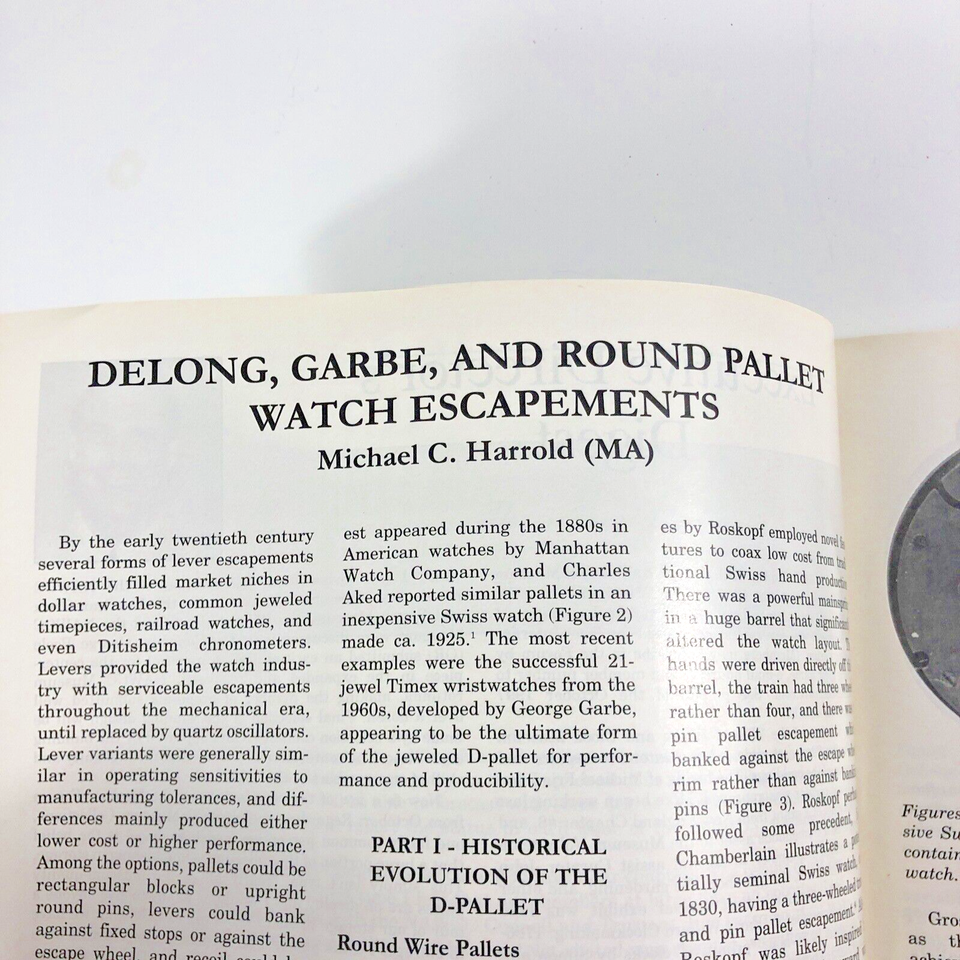 DELONG, GARBE, AND ROUND PALLET
WATCH ESCAPEMENTS
Michael C. Harrold (MA)
By the early twentieth century
several forms of lever escapements
efficiently filled market niches in
dollar watches, common jeweled
timepieces, railroad watches, and
even Ditisheim chronometers.
Levers provided the watch indus-
try with serviceable escapements
throughout the mechanical era,
until replaced by quartz oscillators.
Lever variants were generally sim-
ilar in operating sensitivities to
manufacturing tolerances, and dif-
ferences mainly produced either
lower cost or higher performance.
Among the options, pallets could be
rectangular blocks or upright
round pins, levers could bank
against fixed stops or against the
escape wheel, and recoil
est appeared during the 1880s in
American watches by Manhattan
Watch Company, and Charles
Aked reported similar pallets in an
inexpensive Swiss watch (Figure 2)
made ca. 1925.¹ The most recent
examples were the successful 21-
jewel Timex wristwatches from the
1960s, developed by George Garbe,
appearing to be the ultimate form
of the jeweled D-pallet for perfor-
mance and producibility.
PART I - HISTORICAL
EVOLUTION OF THE
D-PALLET
Round Wire Pallets
es by Roskopf employed novel
tures to coax low cost from
tional Swiss hand
There was a powerful
in a huge barrel that
altered the watch layout.
hands were driven directly
barrel, the train had three
rather than four, and there
pin pallet escapement
banked against the escape
rim rather than against
pins (Figure 3). Roskopf
followed some precedent,
Chamberlain illustrates a
tially seminal Swiss watch,
1830, having a three-wheeled
and pin pallet escapement.
Roskopf was likely
Figures
sive
contain
watch.
as